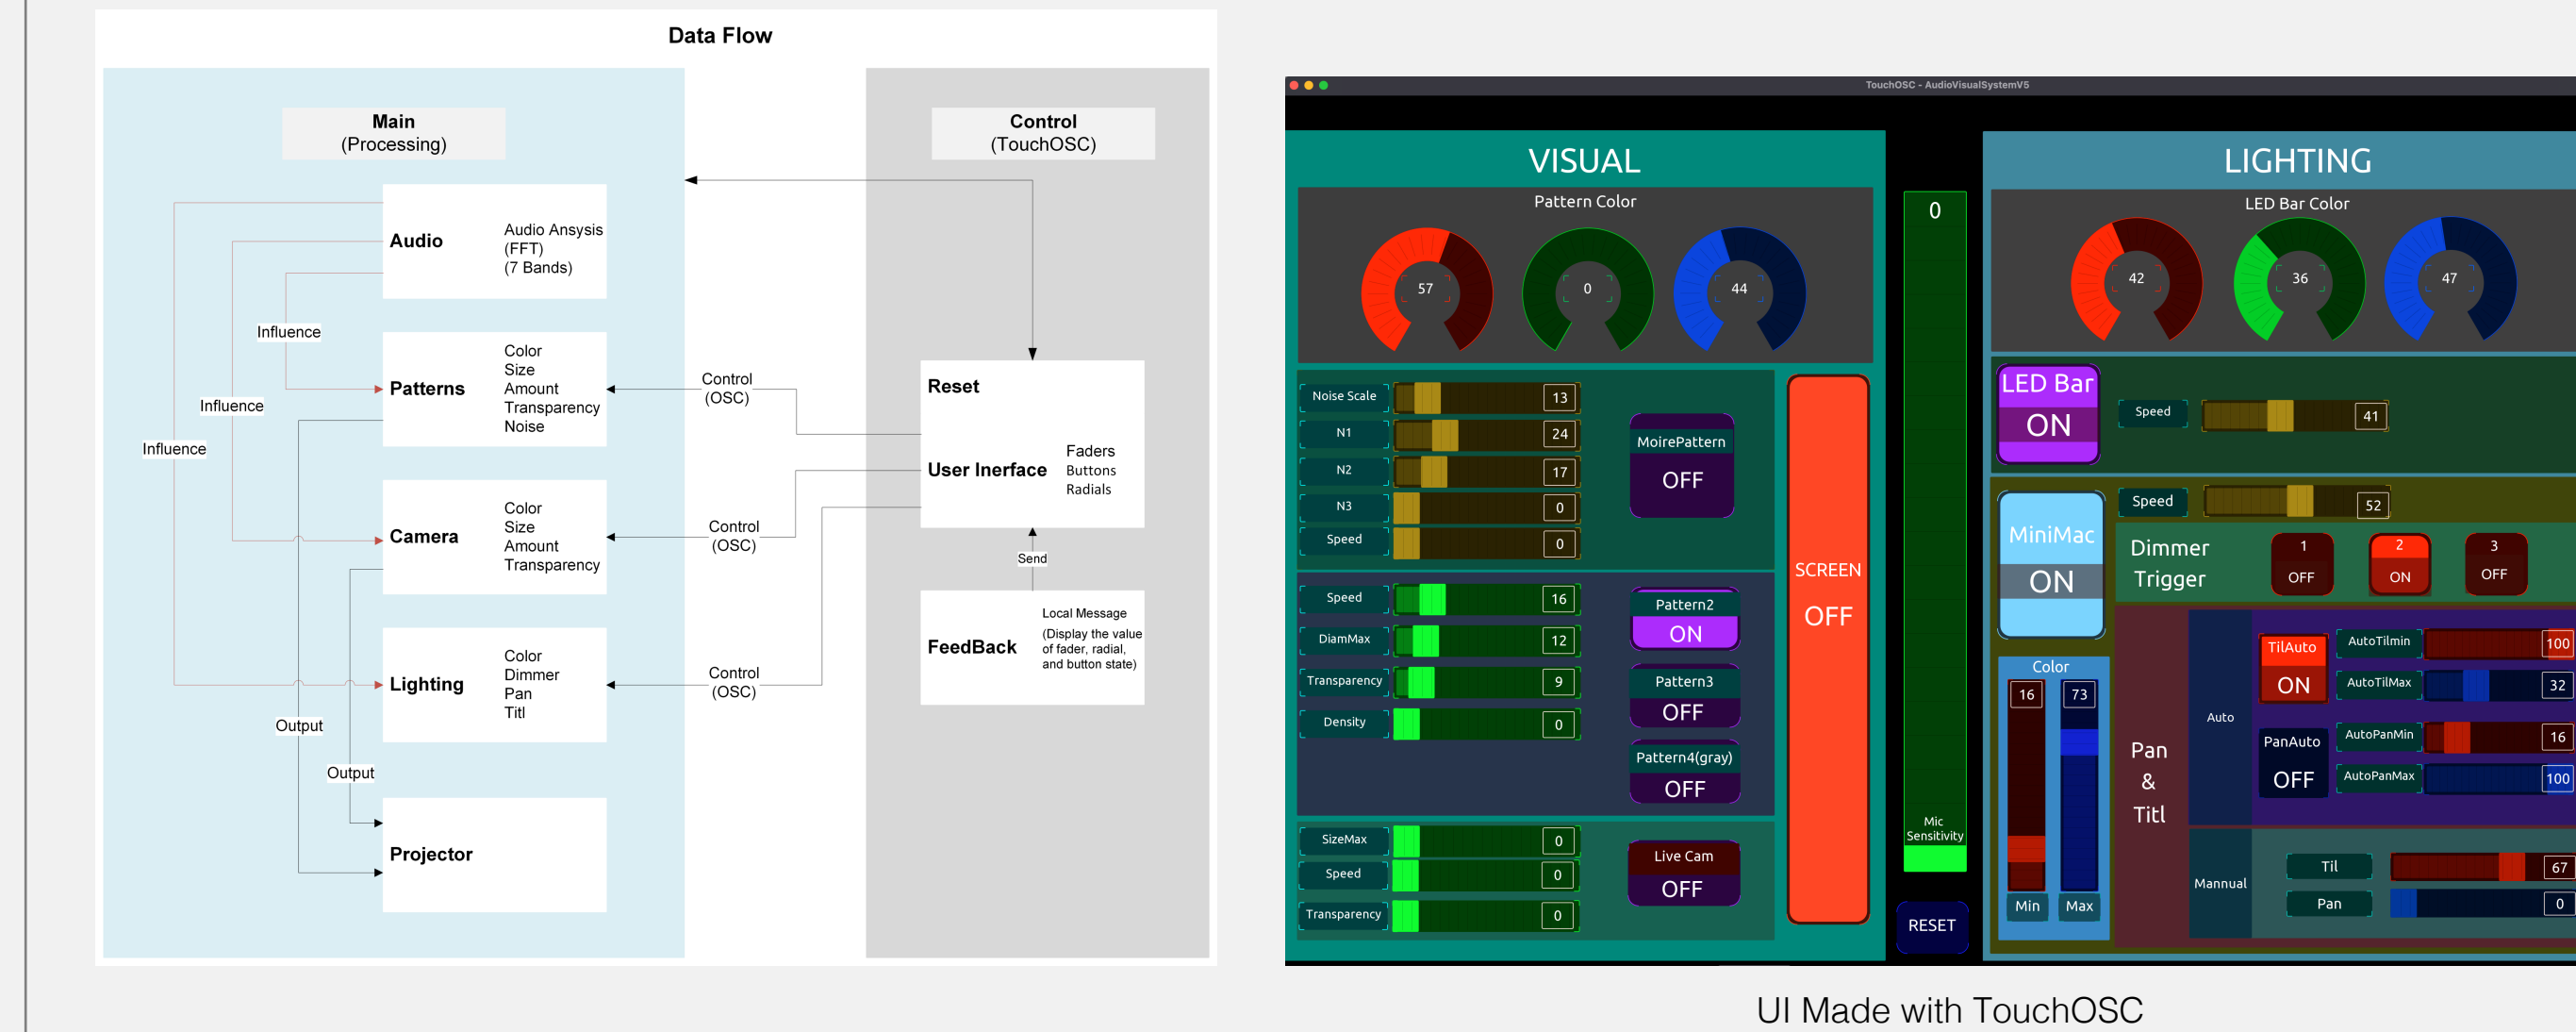 Data Flow
Main
(Processing)
Control
(TouchOSC)
Audio
Audio Ansysis
(FFT)
(7 Bands)
Influence
Patterns
Color
Size
Amount
Transparency
Noise
Control
(OSC)
Reset
User Inerface
Faders
Buttons
Radials
Influence
Influence
Camera
Color
Size
Amount
Transparency
Control
(OSC)
Send
FeedBack
Local Message
(Display the value
of fader, radial,
and button state)
Lighting
Color
Dimmer
Pan
Titl
Control
(OSC)
Output
Output
Projector
TouchOSC - AudioVisualSystemV5
VISUAL
Pattern Color
57
0
44
Noise Scale
13
N1
24
N2
17
N3
0
Speed
0
MoirePattern
OFF
Speed
16
DiamMax
12
Transparency
9
Density
0
Pattern2
ON
Pattern3
OFF
Pattern4(gray)
OFF
SizeMax
0
Speed
0
Transparency
0
Live Cam
OFF
SCREEN
OFF
0
Mic
Sensitivity
RESET
LIGHTING
LED Bar Color
42
36
47
LED Bar
ON
Speed
41
MiniMac
ON
Speed
52
Dimmer
Trigger
1
OFF
2
ON
3
OFF
Color
16
73
Min
Max
Pan
&
Titl
Auto
TilAuto
ON
AutoTilmin
100
AutoTilMax
32
PanAuto
OFF
AutoPanMin
16
AutoPanMax
100
Mannual
Til
67
Pan
0
UI Made with TouchOSC